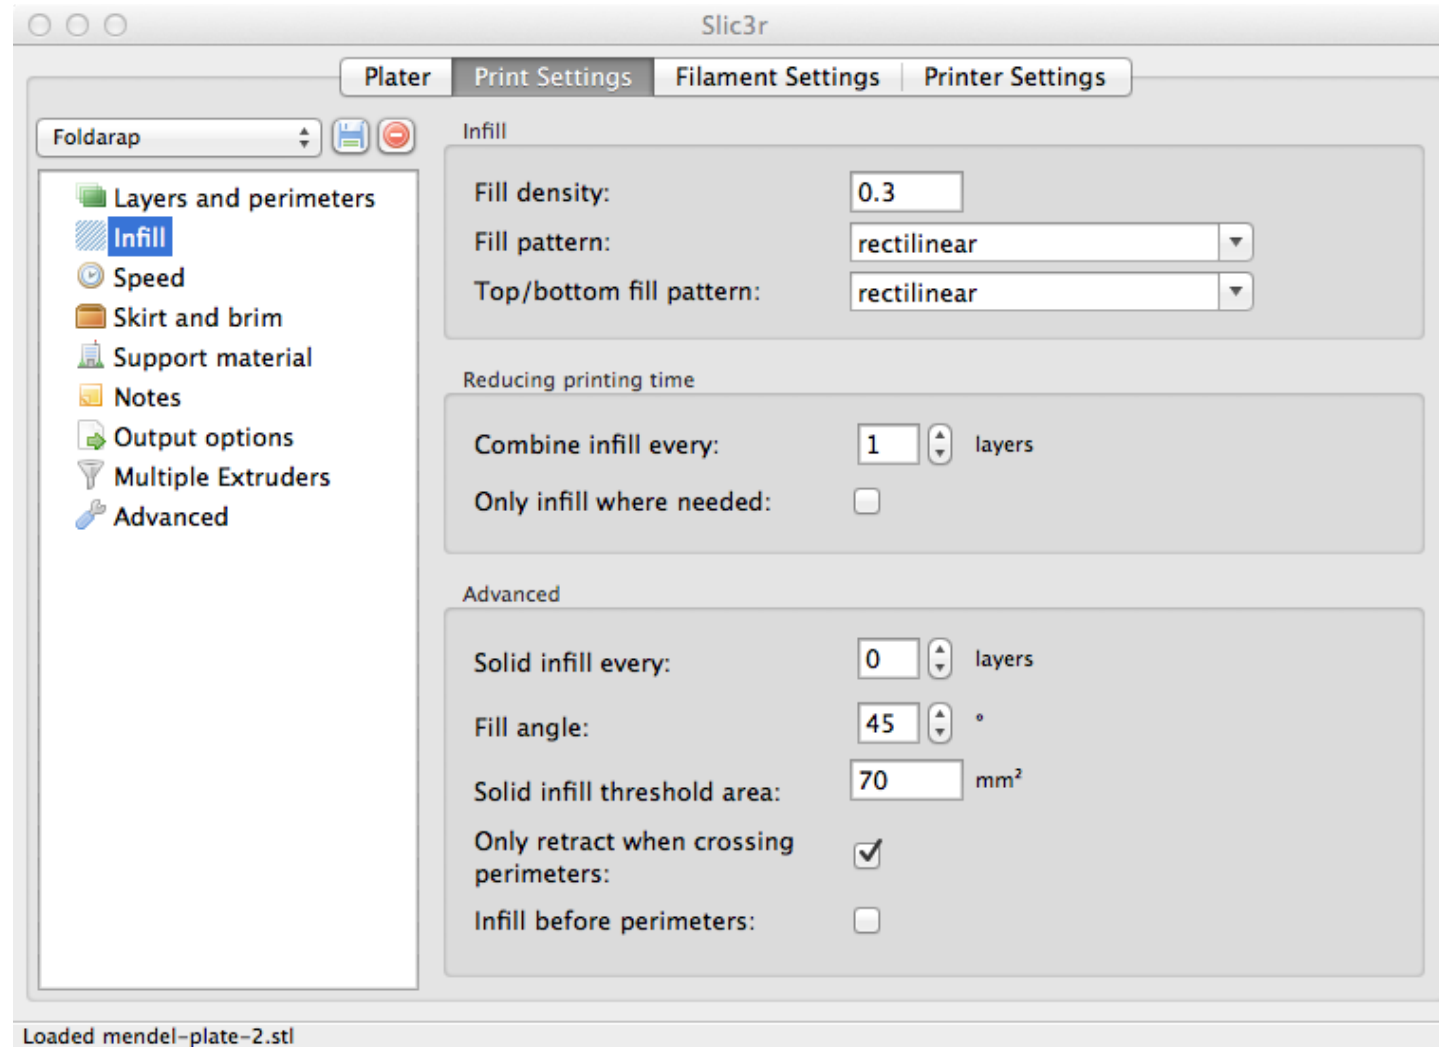 Slic3r
Plater Print Settings Filament Settings Printer Settings
Foldarap
Layers and perimeters
Infill
Speed
Skirt and brim
Support material
Notes
Output options
Multiple Extruders
Advanced
Infill
Fill density: 0.3
Fill pattern: rectilinear
Top/bottom fill pattern: rectilinear
Reducing printing time
Combine infill every: 1 layers
Only infill where needed:
Advanced
Solid infill every: 0 layers
Fill angle: 45 °
Solid infill threshold area: 70 mm²
Only retract when crossing
perimeters:
Infill before perimeters:
Loaded mendel-plate-2.stl